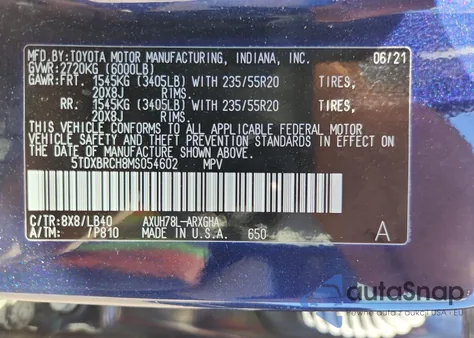 MFD.BY:TOYOTA MOTOR MANUFACTURING, INDIANA, INC. 06/21
GVWR:2720KG (6000LB)
GAWR:FRT. 1545KG (3405LB) WITH 235/55R20 TIRES,
20X8J RIMS.
RR. 1545KG (3405LB) WITH 235/55R20 TIRES,
20X8J RIMS.
THIS VEHICLE CONFORMS TO ALL APPLICABLE FEDERAL MOTOR
VEHICLE SAFETY AND THEFT PREVENTION STANDARDS IN EFFECT ON
THE DATE OF MANUFACTURE SHOWN ABOVE.
5TDXBRCH8MS054602 MPV
C/TR:8X8/LB40 AXUH78L-ARXGHA
A/TM: /P810 MADE IN U.S.A. 650 A
autoSnap